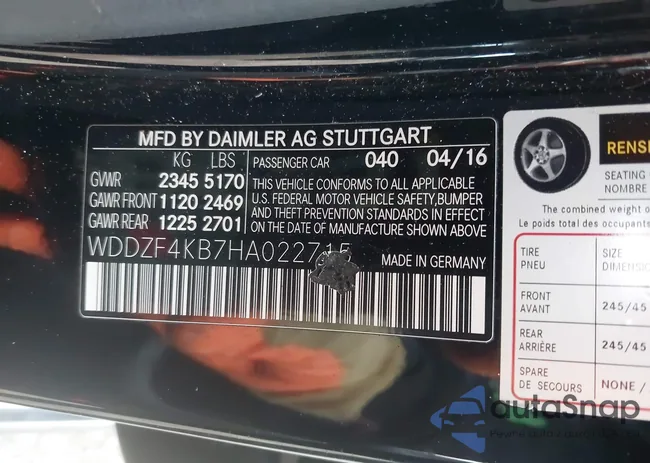 MFD BY DAIMLER AG STUTTGART
KG LBS
GVWR 2345 5170
GAWR FRONT 1120 2469
GAWR REAR 1225 2701
PASSENGER CAR 040 04/16
THIS VEHICLE CONFORMS TO ALL APPLICABLE
U.S. FEDERAL MOTOR VEHICLE SAFETY,BUMPER
AND THEFT PREVENTION STANDARDS IN EFFECT
ON THE DATE OF MANUFACTURE SHOWN ABOVE
WDDZF4KB7HA022715
MADE IN GERMANY
RENSE
SEATING
NOMBRE
The combined weight of
Le poids total des occupants
TIRE SIZE
PNEU DIMENSIO
FRONT
AVANT 245/45
REAR
ARRIÈRE 245/45
SPARE
DE SECOURS NONE /
autoSnap